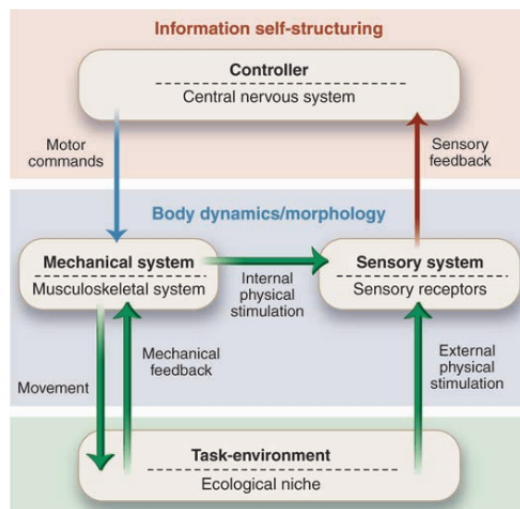 Information self-structuring
Controller
Central nervous system
Motor
commands
Sensory
feedback
Body dynamics/morphology
Mechanical system
Musculoskeletal system
Internal
physical
stimulation
Sensory system
Sensory receptors
Movement
Mechanical
feedback
External
physical
stimulation
Task-environment
Ecological niche